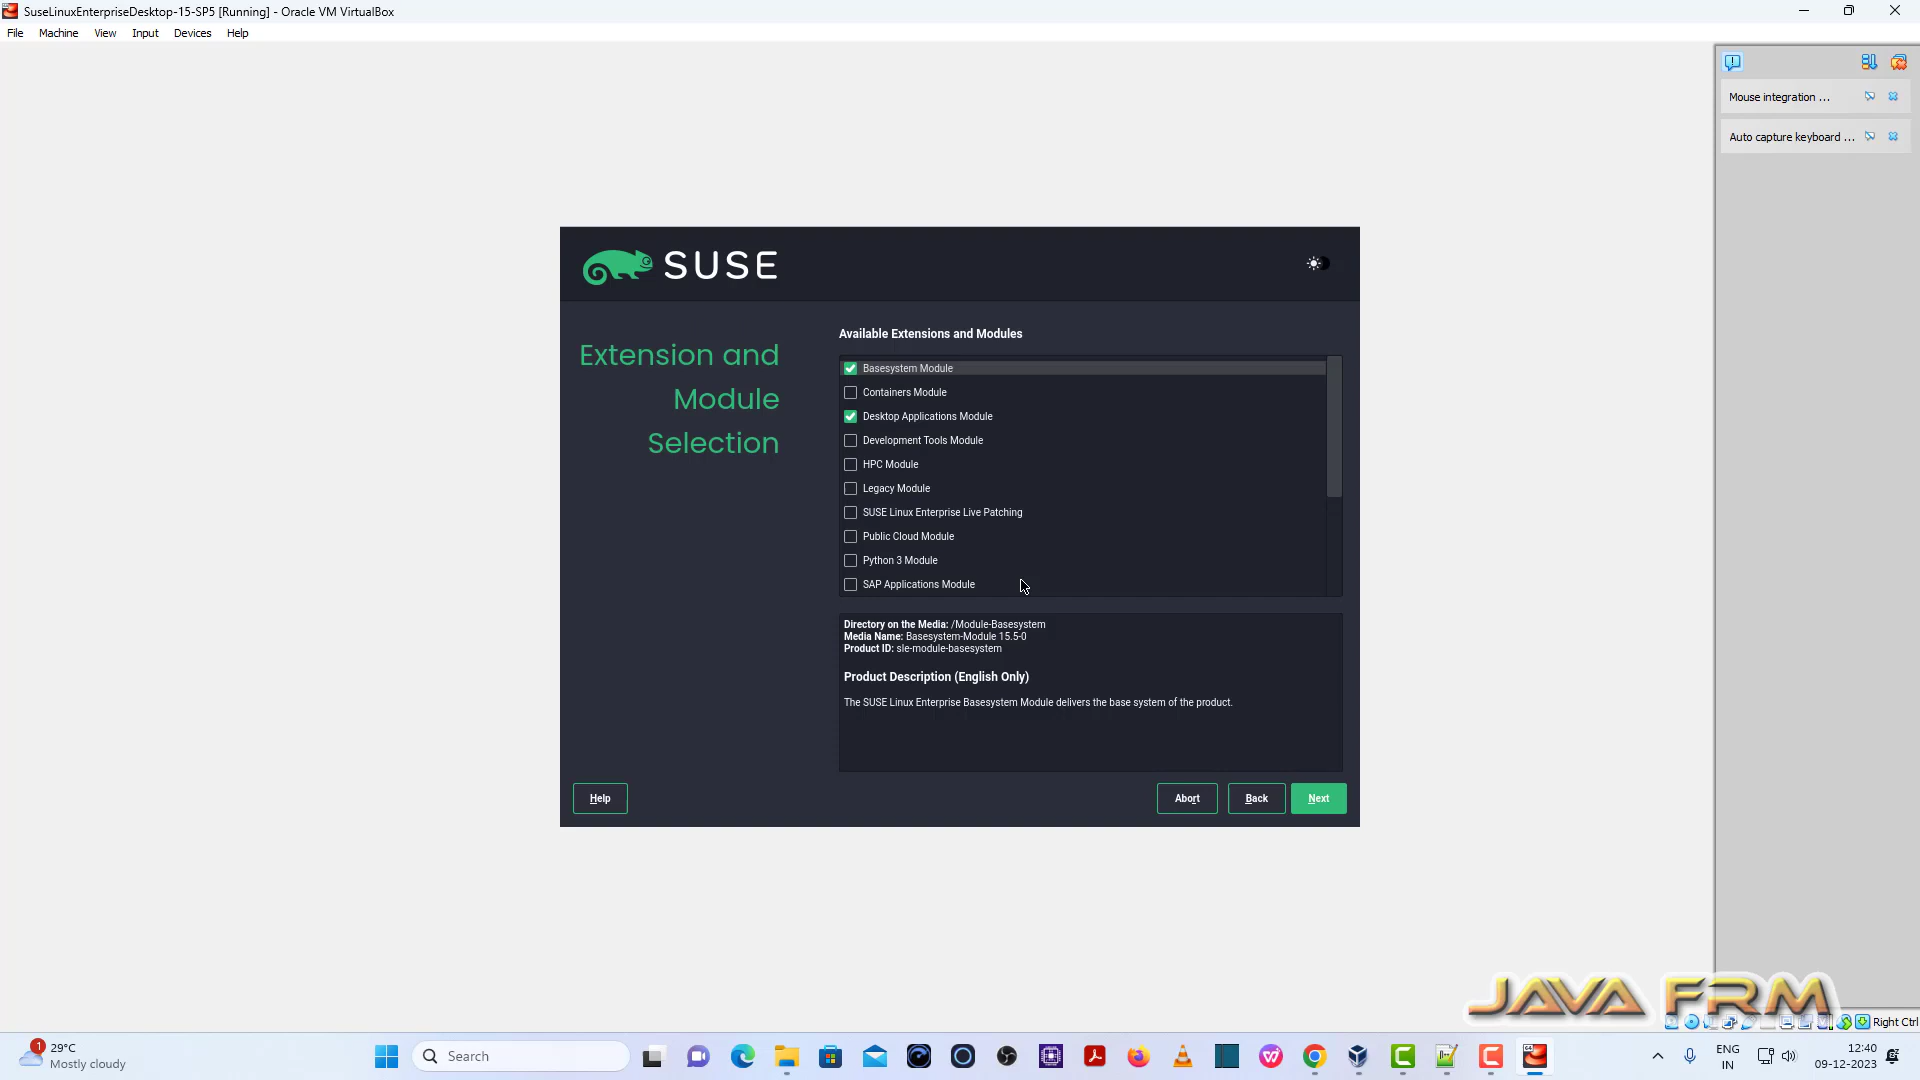 SuseLinuxEnterpriseDesktop-15-SP5 [Running] - Oracle VM VirtualBox
File Machine View Input Devices Help
Mouse integration ...
Auto capture keyboard ...
SUSE
Extension and
Module
Selection
Available Extensions and Modules
Basesystem Module
Containers Module
Desktop Applications Module
Development Tools Module
HPC Module
Legacy Module
SUSE Linux Enterprise Live Patching
Public Cloud Module
Python 3 Module
SAP Applications Module
Directory on the Media: /Module-Basesystem
Media Name: Basesystem-Module 15.5-0
Product ID: sle-module-basesystem
Product Description (English Only)
The SUSE Linux Enterprise Basesystem Module delivers the base system of the product.
Help Abort Back Next
JAVA FRM
Right Ctrl
1
29°C
Mostly cloudy
Search
ENG
IN
12:40
09-12-2023